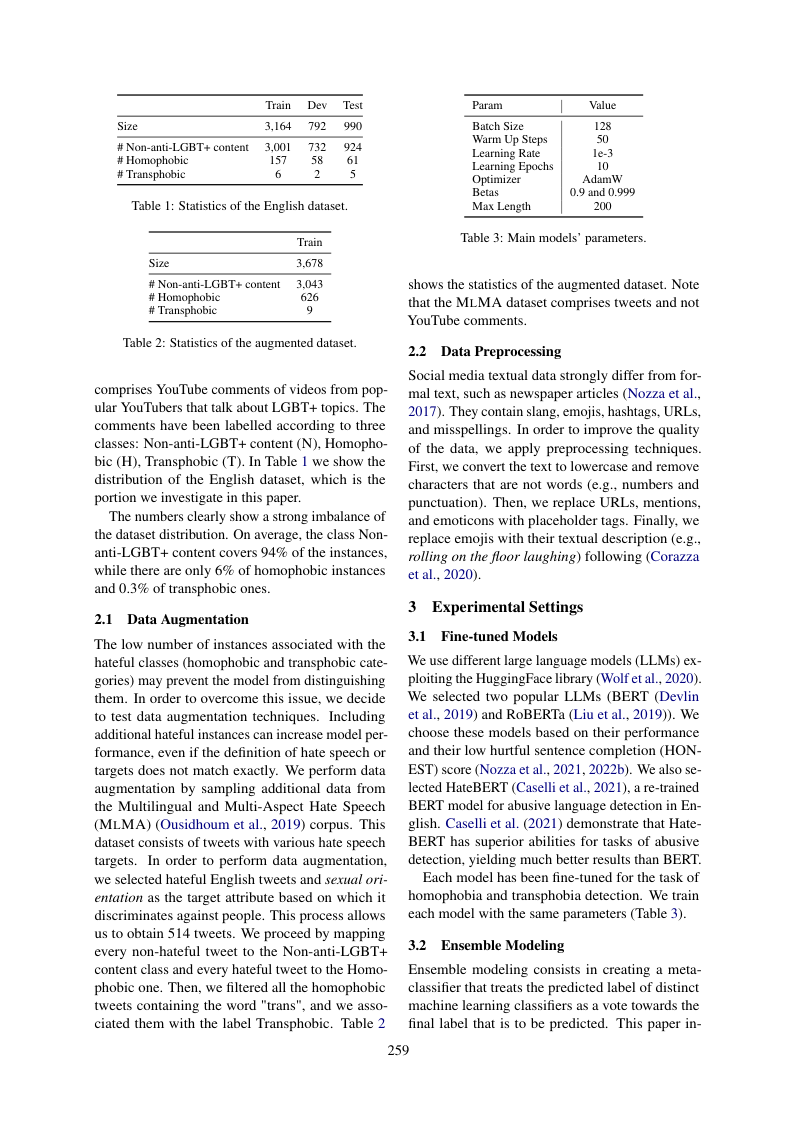 Train Dev Test
Size 3,164 792 990
# Non-anti-LGBT+ content 3,001 732 924
# Homophobic 157 58 61
# Transphobic 6 2 5
Table 1: Statistics of the English dataset.
Train
Size 3,678
# Non-anti-LGBT+ content 3,043
# Homophobic 626
# Transphobic 9
Table 2: Statistics of the augmented dataset.
comprises YouTube comments of videos from pop-
ular YouTubers that talk about LGBT+ topics. The
comments have been labelled according to three
classes: Non-anti-LGBT+ content (N), Homopho-
bic (H), Transphobic (T). In Table 1 we show the
distribution of the English dataset, which is the
portion we investigate in this paper.
The numbers clearly show a strong imbalance of
the dataset distribution. On average, the class Non-
anti-LGBT+ content covers 94% of the instances,
while there are only 6% of homophobic instances
and 0.3% of transphobic ones.
2.1 Data Augmentation
The low number of instances associated with the
hateful classes (homophobic and transphobic cate-
gories) may prevent the model from distinguishing
them. In order to overcome this issue, we decide
to test data augmentation techniques. Including
additional hateful instances can increase model per-
formance, even if the definition of hate speech or
targets does not match exactly. We perform data
augmentation by sampling additional data from
the Multilingual and Multi-Aspect Hate Speech
(MLMA) (Ousidhoum et al., 2019) corpus. This
dataset consists of tweets with various hate speech
targets. In order to perform data augmentation,
we selected hateful English tweets and sexual ori-
entation as the target attribute based on which it
discriminates against people. This process allows
us to obtain 514 tweets. We proceed by mapping
every non-hateful tweet to the Non-anti-LGBT+
content class and every hateful tweet to the Homo-
phobic one. Then, we filtered all the homophobic
tweets containing the word "trans", and we asso-
ciated them with the label Transphobic. Table 2
Param Value
Batch Size 128
Warm Up Steps 50
Learning Rate 1e-3
Learning Epochs 10
Optimizer AdamW
Betas 0.9 and 0.999
Max Length 200
Table 3: Main models' parameters.
shows the statistics of the augmented dataset. Note
that the MLMA dataset comprises tweets and not
YouTube comments.
2.2 Data Preprocessing
Social media textual data strongly differ from for-
mal text, such as newspaper articles (Nozza et al.,
2017). They contain slang, emojis, hashtags, URLs,
and misspellings. In order to improve the quality
of the data, we apply preprocessing techniques.
First, we convert the text to lowercase and remove
characters that are not words (e.g., numbers and
punctuation). Then, we replace URLs, mentions,
and emoticons with placeholder tags. Finally, we
replace emojis with their textual description (e.g.,
rolling on the floor laughing) following (Corazza
et al., 2020).
3 Experimental Settings
3.1 Fine-tuned Models
We use different large language models (LLMs) ex-
ploiting the HuggingFace library (Wolf et al., 2020).
We selected two popular LLMs (BERT (Devlin
et al., 2019) and RoBERTa (Liu et al., 2019)). We
choose these models based on their performance
and their low hurtful sentence completion (HON-
EST) score (Nozza et al., 2021, 2022b). We also se-
lected HateBERT (Caselli et al., 2021), a re-trained
BERT model for abusive language detection in En-
glish. Caselli et al. (2021) demonstrate that Hate-
BERT has superior abilities for tasks of abusive
detection, yielding much better results than BERT.
Each model has been fine-tuned for the task of
homophobia and transphobia detection. We train
each model with the same parameters (Table 3).
3.2 Ensemble Modeling
Ensemble modeling consists in creating a meta-
classifier that treats the predicted label of distinct
machine learning classifiers as a vote towards the
final label that is to be predicted. This paper in-
259